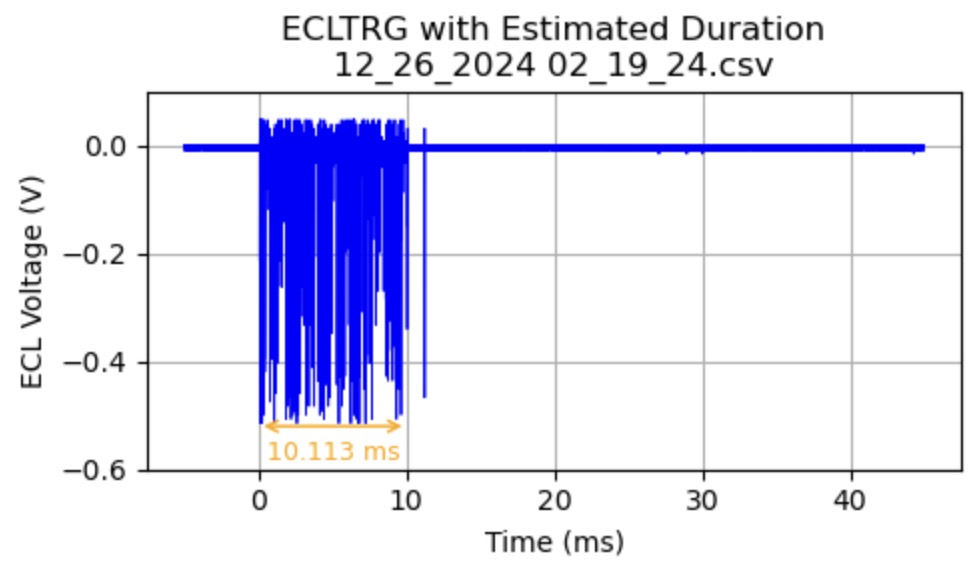 ECLTRG with Estimated Duration
12_26_2024 02_19_24.csv
ECL Voltage (V)
0.0
−0.2
−0.4
−0.6
10.113 ms
0 10 20 30 40
Time (ms)